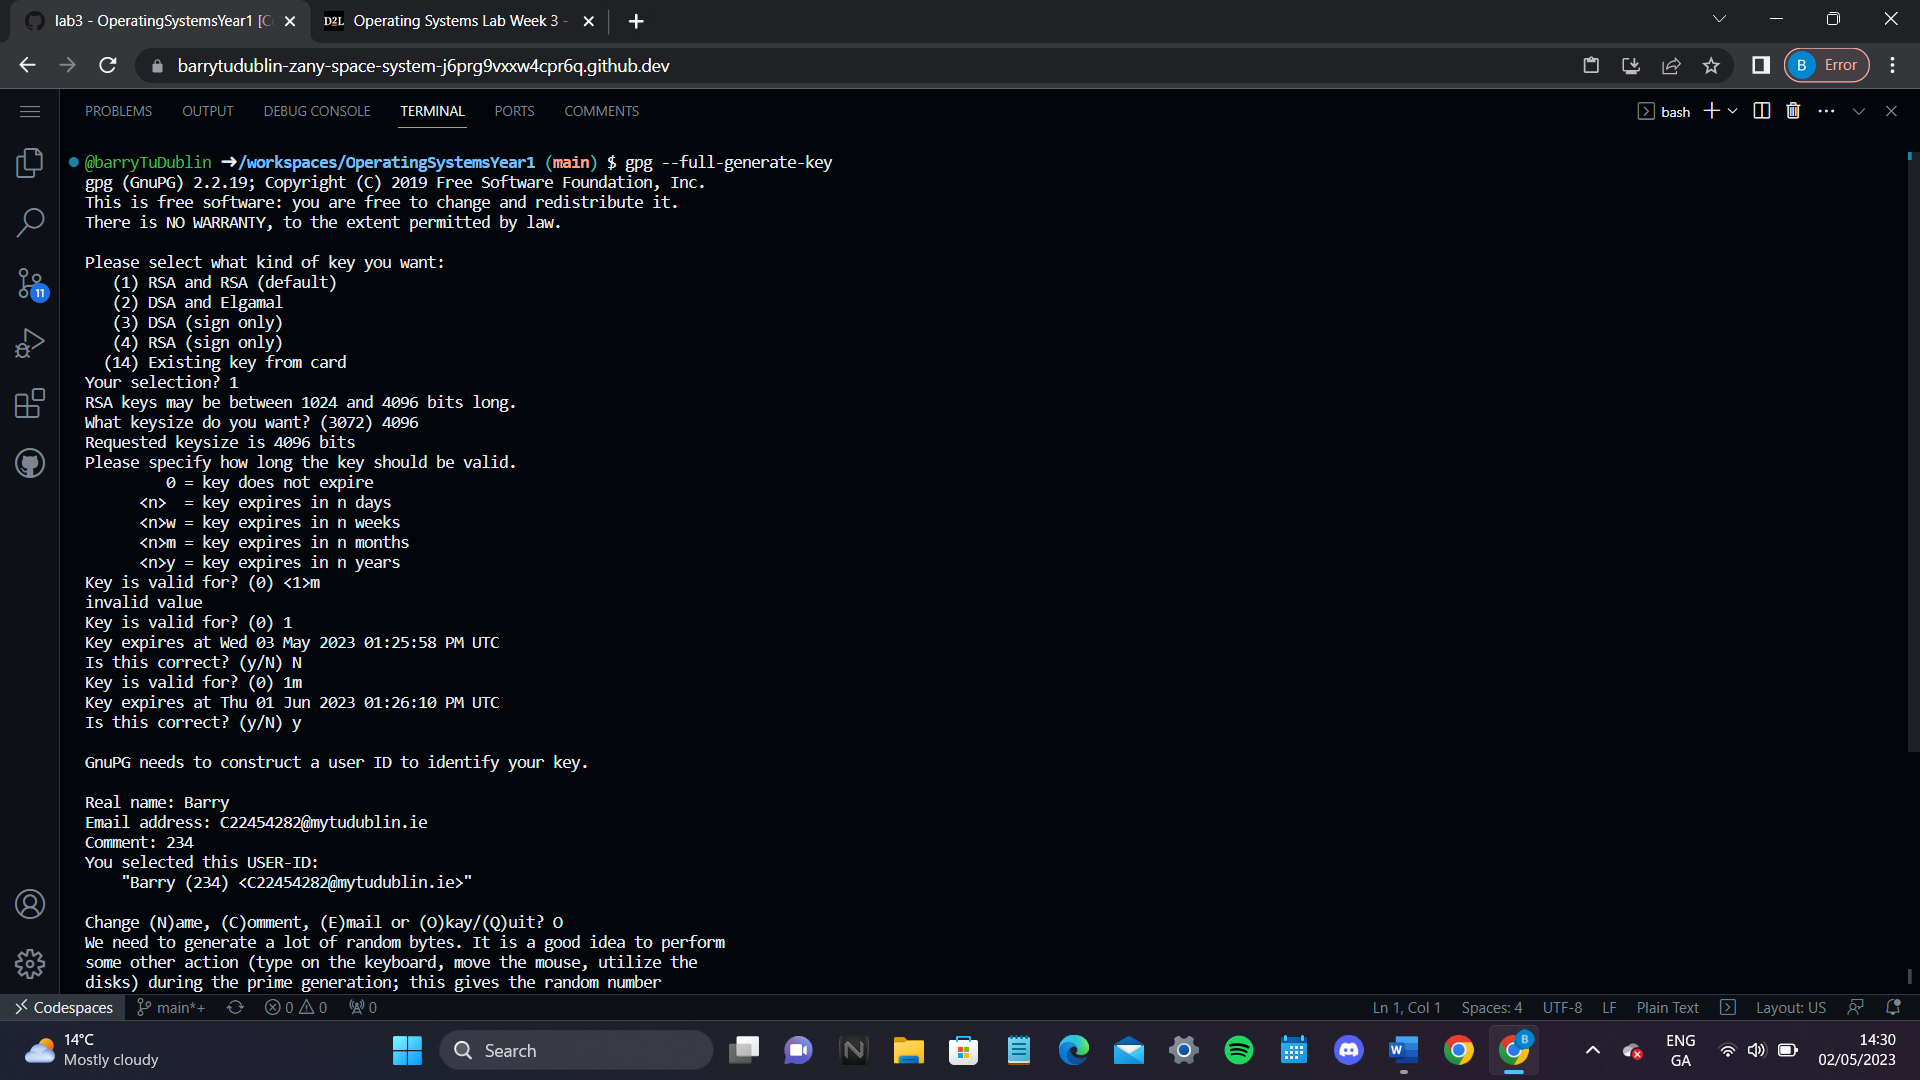 lab3 - OperatingSystemsYear1 [C
D2L Operating Systems Lab Week 3 -
barrytudublin-zany-space-system-j6prg9vxxw4cpr6q.github.dev
B Error
PROBLEMS OUTPUT DEBUG CONSOLE TERMINAL PORTS COMMENTS
bash
@barryTuDublin ➜/workspaces/OperatingSystemsYear1 (main) $ gpg --full-generate-key
gpg (GnuPG) 2.2.19; Copyright (C) 2019 Free Software Foundation, Inc.
This is free software: you are free to change and redistribute it.
There is NO WARRANTY, to the extent permitted by law.
Please select what kind of key you want:
(1) RSA and RSA (default)
(2) DSA and Elgamal
(3) DSA (sign only)
(4) RSA (sign only)
(14) Existing key from card
Your selection? 1
RSA keys may be between 1024 and 4096 bits long.
What keysize do you want? (3072) 4096
Requested keysize is 4096 bits
Please specify how long the key should be valid.
0 = key does not expire
<n> = key expires in n days
<n>w = key expires in n weeks
<n>m = key expires in n months
<n>y = key expires in n years
Key is valid for? (0) <1>m
invalid value
Key is valid for? (0) 1
Key expires at Wed 03 May 2023 01:25:58 PM UTC
Is this correct? (y/N) N
Key is valid for? (0) 1m
Key expires at Thu 01 Jun 2023 01:26:10 PM UTC
Is this correct? (y/N) y
GnuPG needs to construct a user ID to identify your key.
Real name: Barry
Email address: C22454282@mytudublin.ie
Comment: 234
You selected this USER-ID:
"Barry (234) <C22454282@mytudublin.ie>"
Change (N)ame, (C)omment, (E)mail or (O)kay/(Q)uit? O
We need to generate a lot of random bytes. It is a good idea to perform
some other action (type on the keyboard, move the mouse, utilize the
disks) during the prime generation; this gives the random number
11
Codespaces main*+ 0 0 0 Ln 1, Col 1 Spaces: 4 UTF-8 LF Plain Text Layout: US
14°C
Mostly cloudy
Search
B
ENG
GA
14:30
02/05/2023